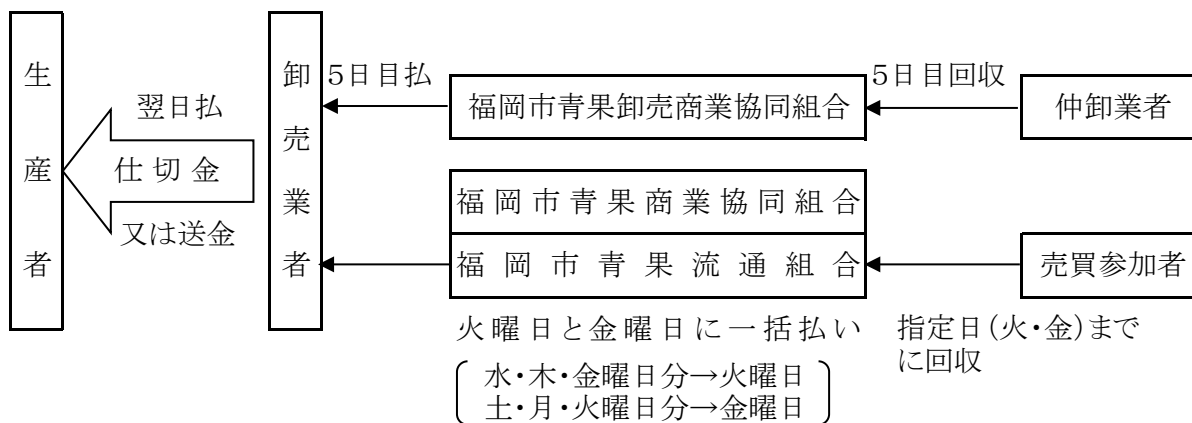 生産者
翌日払
仕切金
又は送金
卸売業者
5日目払
福岡市青果卸売商業協同組合
5日目回収
仲卸業者
福岡市青果商業協同組合
福岡市青果流通組合
売買参加者
火曜日と金曜日に一括払い
水・木・金曜日分→火曜日
土・月・火曜日分→金曜日
指定日(火・金)まで
に回収